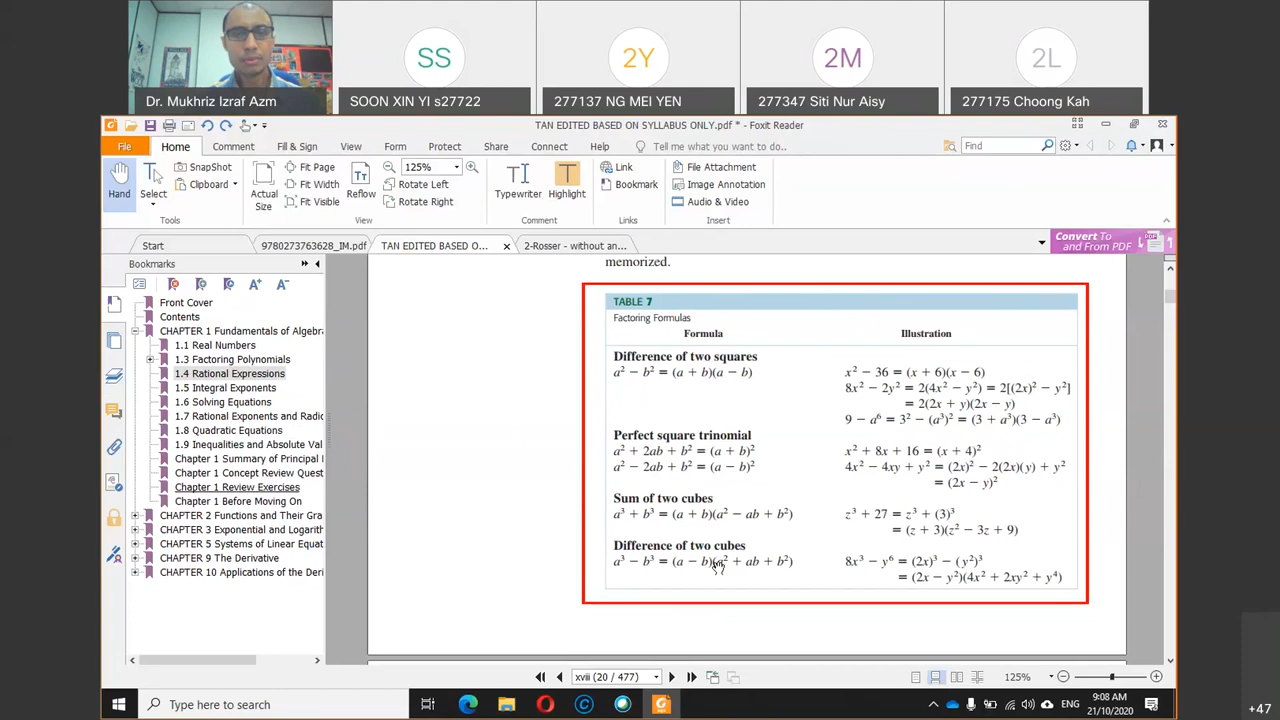 SS
2Y
2M
2L
Dr. Mukhriz Izraf Azm
SOON XIN YI s27722
277137 NG MEI YEN
277347 Siti Nur Aisy
277175 Choong Kah
TAN EDITED BASED ON SYLLABUS ONLY.pdf * - Foxit Reader
File Home Comment Fill & Sign View Form Protect Share Connect Help Tell me what you want to do... Find
Hand
Select
SnapShot
Clipboard
Actual Size
Fit Page
Fit Width
Fit Visible
Reflow
125%
Rotate Left
Rotate Right
Typewriter
Highlight
Link
Bookmark
File Attachment
Image Annotation
Audio & Video
Tools View Comment Links Insert
Start 9780273763628_IM.pdf TAN EDITED BASED O... 2-Rosser - without an...
Convert To
and From PDF
Bookmarks
Front Cover
Contents
CHAPTER 1 Fundamentals of Algebra
1.1 Real Numbers
1.3 Factoring Polynomials
1.4 Rational Expressions
1.5 Integral Exponents
1.6 Solving Equations
1.7 Rational Exponents and Radic
1.8 Quadratic Equations
1.9 Inequalities and Absolute Val
Chapter 1 Summary of Principal
Chapter 1 Concept Review Quest
Chapter 1 Review Exercises
Chapter 1 Before Moving On
CHAPTER 2 Functions and Their Gra
CHAPTER 3 Exponential and Logarith
CHAPTER 5 Systems of Linear Equat
CHAPTER 9 The Derivative
CHAPTER 10 Applications of the Deri
memorized.
TABLE 7
Factoring Formulas
Formula Illustration
Difference of two squares
a² − b² = (a + b)(a − b) x² − 36 = (x + 6)(x − 6)
8x² − 2y² = 2(4x² − y²) = 2[(2x)² − y²]
= 2(2x + y)(2x − y)
9 − a⁶ = 3² − (a³)² = (3 + a³)(3 − a³)
Perfect square trinomial
a² + 2ab + b² = (a + b)² x² + 8x + 16 = (x + 4)²
a² − 2ab + b² = (a − b)² 4x² − 4xy + y² = (2x)² − 2(2x)(y) + y²
= (2x − y)²
Sum of two cubes
a³ + b³ = (a + b)(a² − ab + b²) z³ + 27 = z³ + (3)³
= (z + 3)(z² − 3z + 9)
Difference of two cubes
a³ − b³ = (a − b)(a² + ab + b²) 8x³ − y⁶ = (2x)³ − (y²)³
= (2x − y²)(4x² + 2xy² + y⁴)
xviii (20 / 477)
125%
Type here to search
ENG
9:08 AM
21/10/2020
+47